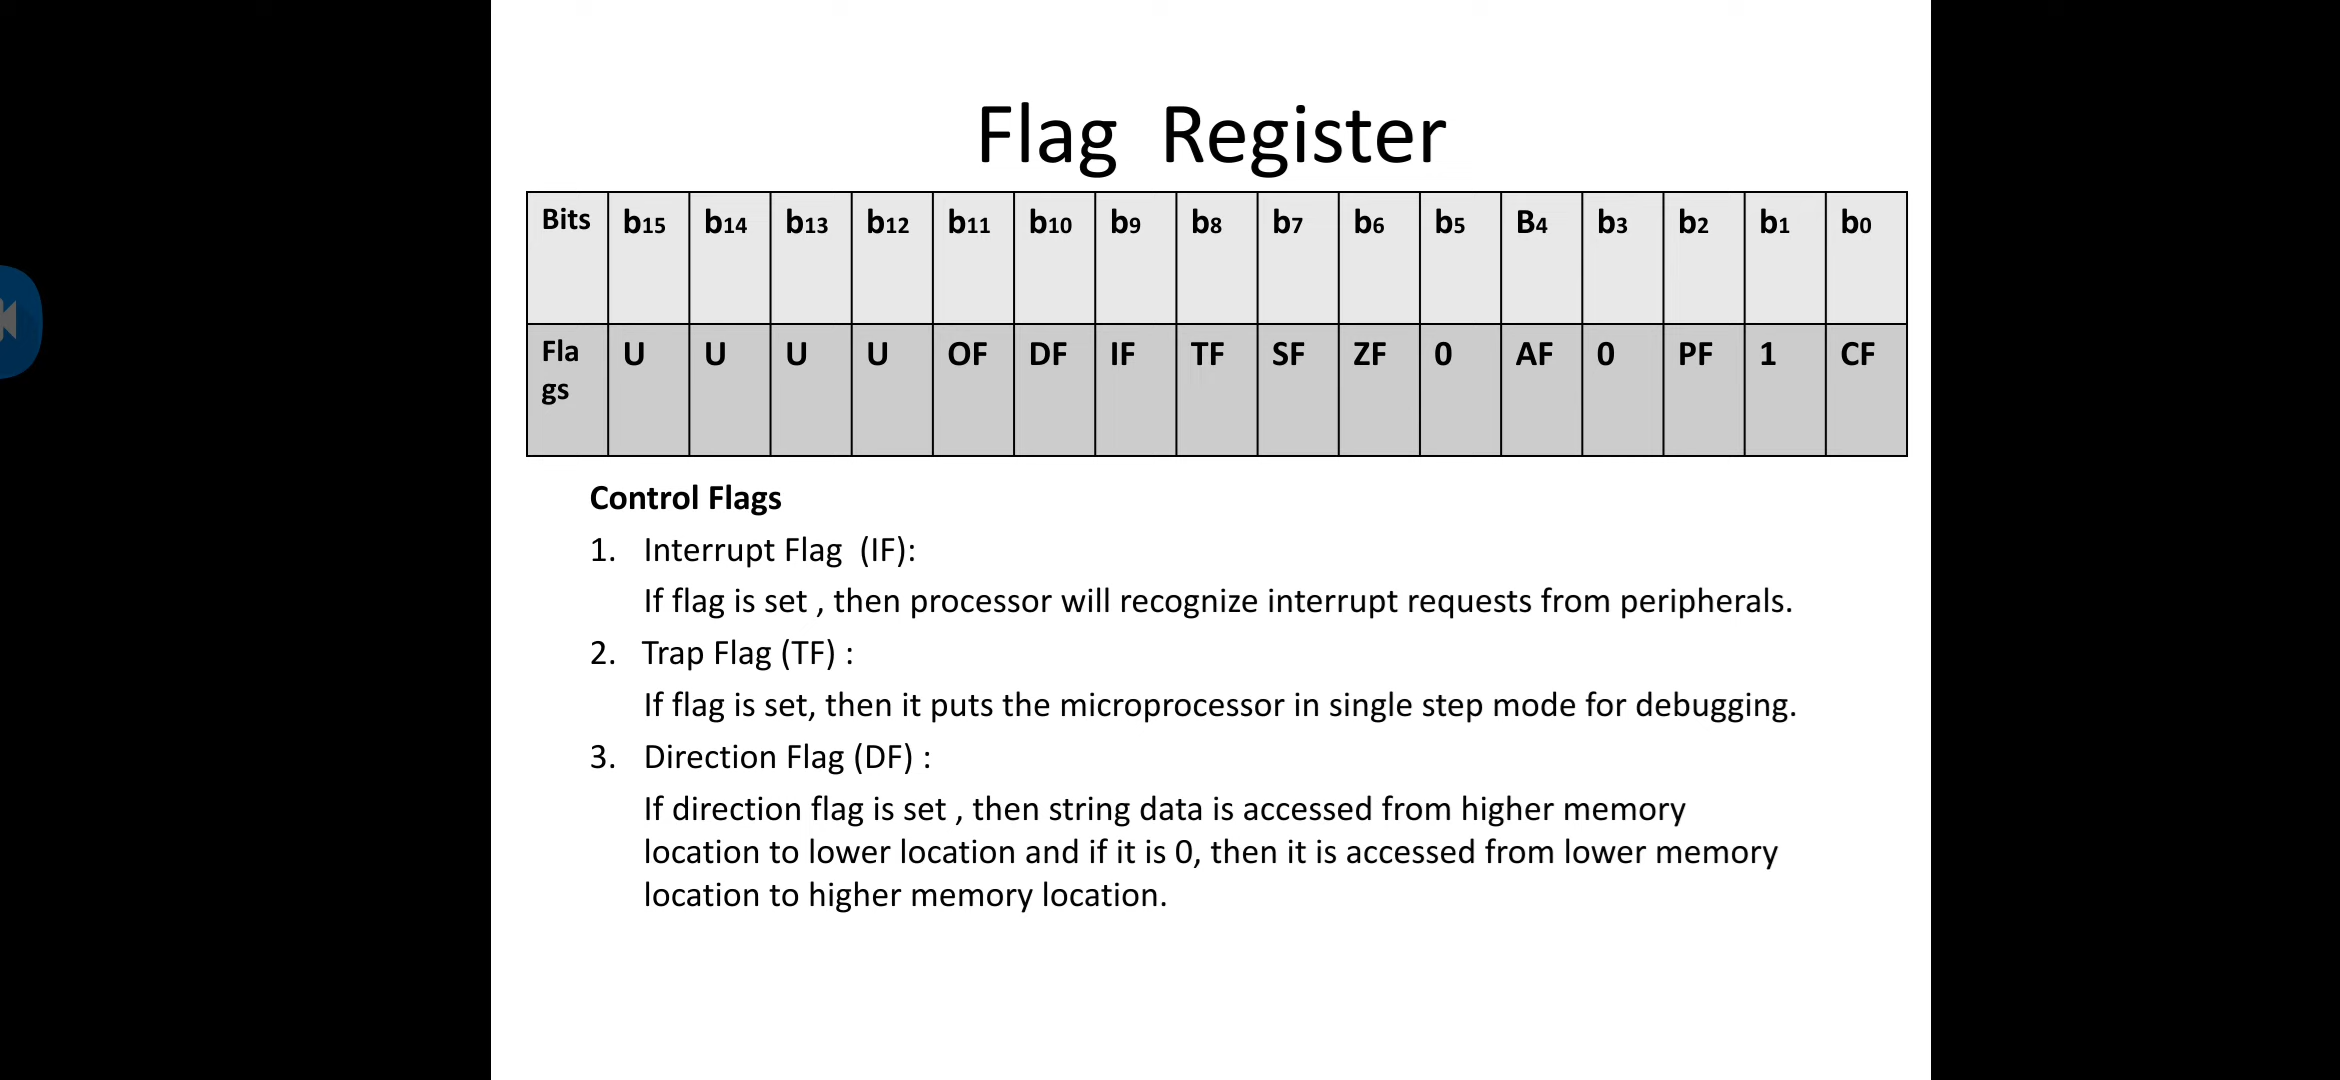 Flag Register
Bits b15 b14 b13 b12 b11 b10 b9 b8 b7 b6 b5 B4 b3 b2 b1 b0
Fla gs U U U U OF DF IF TF SF ZF 0 AF 0 PF 1 CF
Control Flags
1. Interrupt Flag (IF):
If flag is set , then processor will recognize interrupt requests from peripherals.
2. Trap Flag (TF) :
If flag is set, then it puts the microprocessor in single step mode for debugging.
3. Direction Flag (DF) :
If direction flag is set , then string data is accessed from higher memory
location to lower location and if it is 0, then it is accessed from lower memory
location to higher memory location.